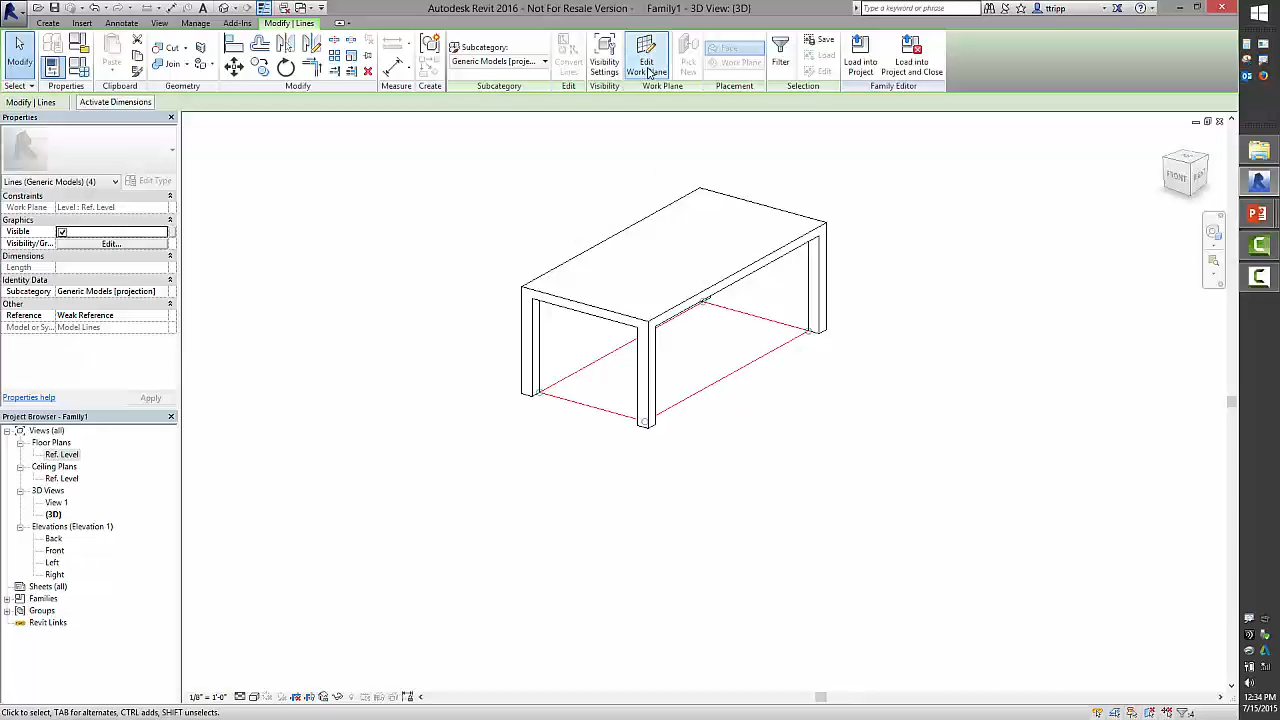 Autodesk Revit 2016 - Not For Resale Version - Family1 - 3D View: {3D}
Type a keyword or phrase
ttripp
Create Insert Annotate View Manage Add-Ins Modify | Lines
Modify
Paste
Cut
Join
Subcategory:
Generic Models [proje...
Convert Lines
Visibility Settings
Edit Work Plane
Pick New
Face
Work Plane
Filter
Save
Load
Edit
Load into Project
Load into Project and Close
Select Properties Clipboard Geometry Modify Measure Create Subcategory Edit Visibility Work Plane Placement Selection Family Editor
Modify | Lines
Activate Dimensions
Properties
Lines (Generic Models) (4)
Edit Type
Constraints
Work Plane Level : Ref. Level
Graphics
Visible
Visibility/Gr... Edit...
Dimensions
Length
Identity Data
Subcategory Generic Models [projection]
Other
Reference Weak Reference
Model or Sy... Model Lines
Properties help
Apply
Project Browser - Family1
Views (all)
Floor Plans
Ref. Level
Ceiling Plans
Ref. Level
3D Views
View 1
{3D}
Elevations (Elevation 1)
Back
Front
Left
Right
Sheets (all)
Families
Groups
Revit Links
FRONT
1/8" = 1'-0"
Click to select, TAB for alternates, CTRL adds, SHIFT unselects.
:4
12:34 PM
7/15/2015